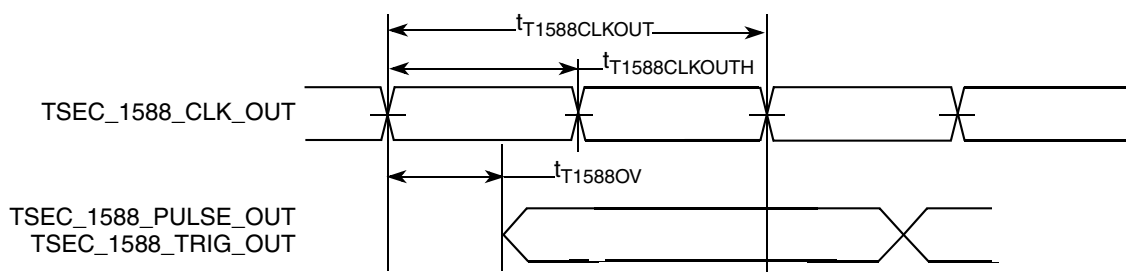 tT1588CLKOUT
tT1588CLKOUTH
TSEC_1588_CLK_OUT
tT1588OV
TSEC_1588_PULSE_OUT
TSEC_1588_TRIG_OUT